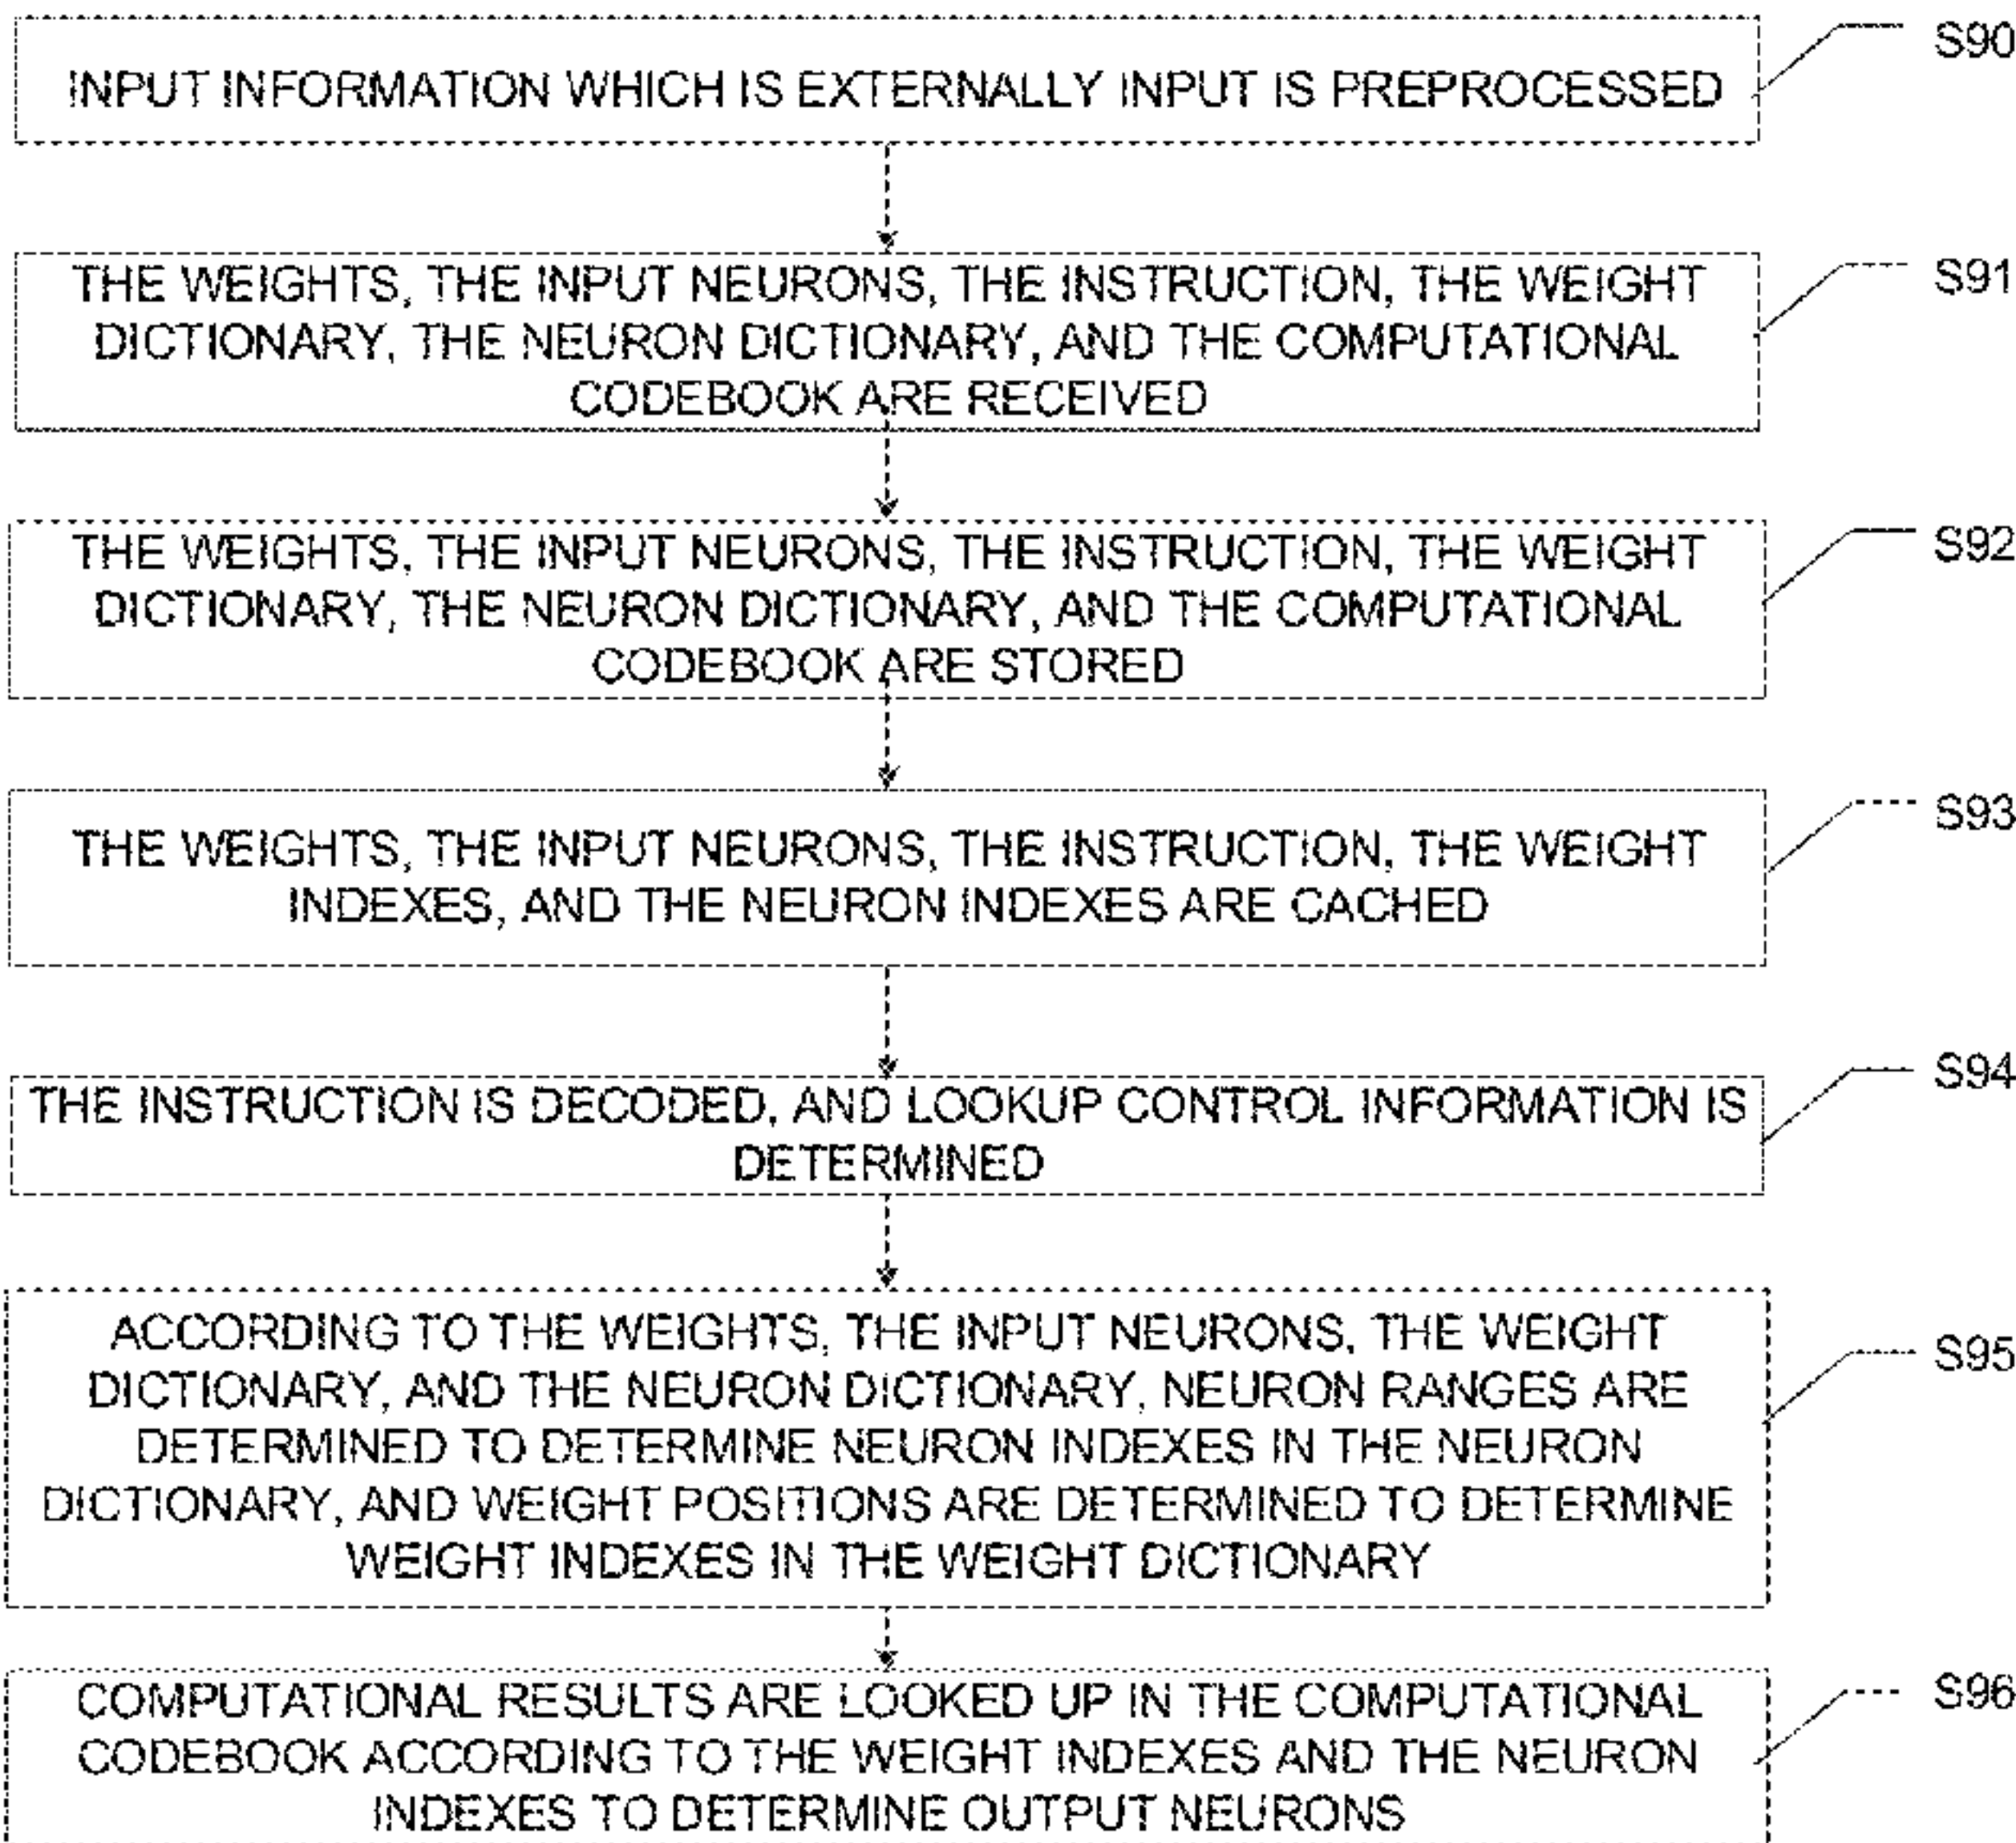 S90
INPUT INFORMATION WHICH IS EXTERNALLY INPUT IS PREPROCESSED
S91
THE WEIGHTS, THE INPUT NEURONS, THE INSTRUCTION, THE WEIGHT
DICTIONARY, THE NEURON DICTIONARY, AND THE COMPUTATIONAL
CODEBOOK ARE RECEIVED
S92
THE WEIGHTS, THE INPUT NEURONS, THE INSTRUCTION, THE WEIGHT
DICTIONARY, THE NEURON DICTIONARY, AND THE COMPUTATIONAL
CODEBOOK ARE STORED
S93
THE WEIGHTS, THE INPUT NEURONS, THE INSTRUCTION, THE WEIGHT
INDEXES, AND THE NEURON INDEXES ARE CACHED
S94
THE INSTRUCTION IS DECODED, AND LOOKUP CONTROL INFORMATION IS
DETERMINED
S95
ACCORDING TO THE WEIGHTS, THE INPUT NEURONS, THE WEIGHT
DICTIONARY, AND THE NEURON DICTIONARY, NEURON RANGES ARE
DETERMINED TO DETERMINE NEURON INDEXES IN THE NEURON
DICTIONARY, AND WEIGHT POSITIONS ARE DETERMINED TO DETERMINE
WEIGHT INDEXES IN THE WEIGHT DICTIONARY
S96
COMPUTATIONAL RESULTS ARE LOOKED UP IN THE COMPUTATIONAL
CODEBOOK ACCORDING TO THE WEIGHT INDEXES AND THE NEURON
INDEXES TO DETERMINE OUTPUT NEURONS